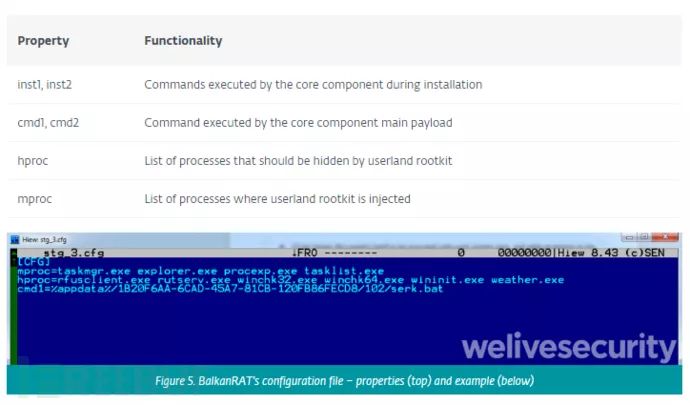 Property Functionality
inst1, inst2 Commands executed by the core component during installation
cmd1, cmd2 Command executed by the core component main payload
hproc List of processes that should be hidden by userland rootkit
mproc List of processes where userland rootkit is injected
Hiew: stg_3.cfg
stg_3.cfg ↓FRO -------- 0 00000000|Hiew 8.43 (c)SEN
[CFG]
mproc=taskmgr.exe explorer.exe procexp.exe tasklist.exe
hproc=rfusclient.exe rutserv.exe winchk32.exe winchk64.exe wininit.exe weather.exe
cmd1=%appdata%/1B20F6AA-6CAD-45A7-81CB-120FB86FECD8/102/serk.bat
welivesecurity
Figure 5. BalkanRAT's configuration file – properties (top) and example (below)